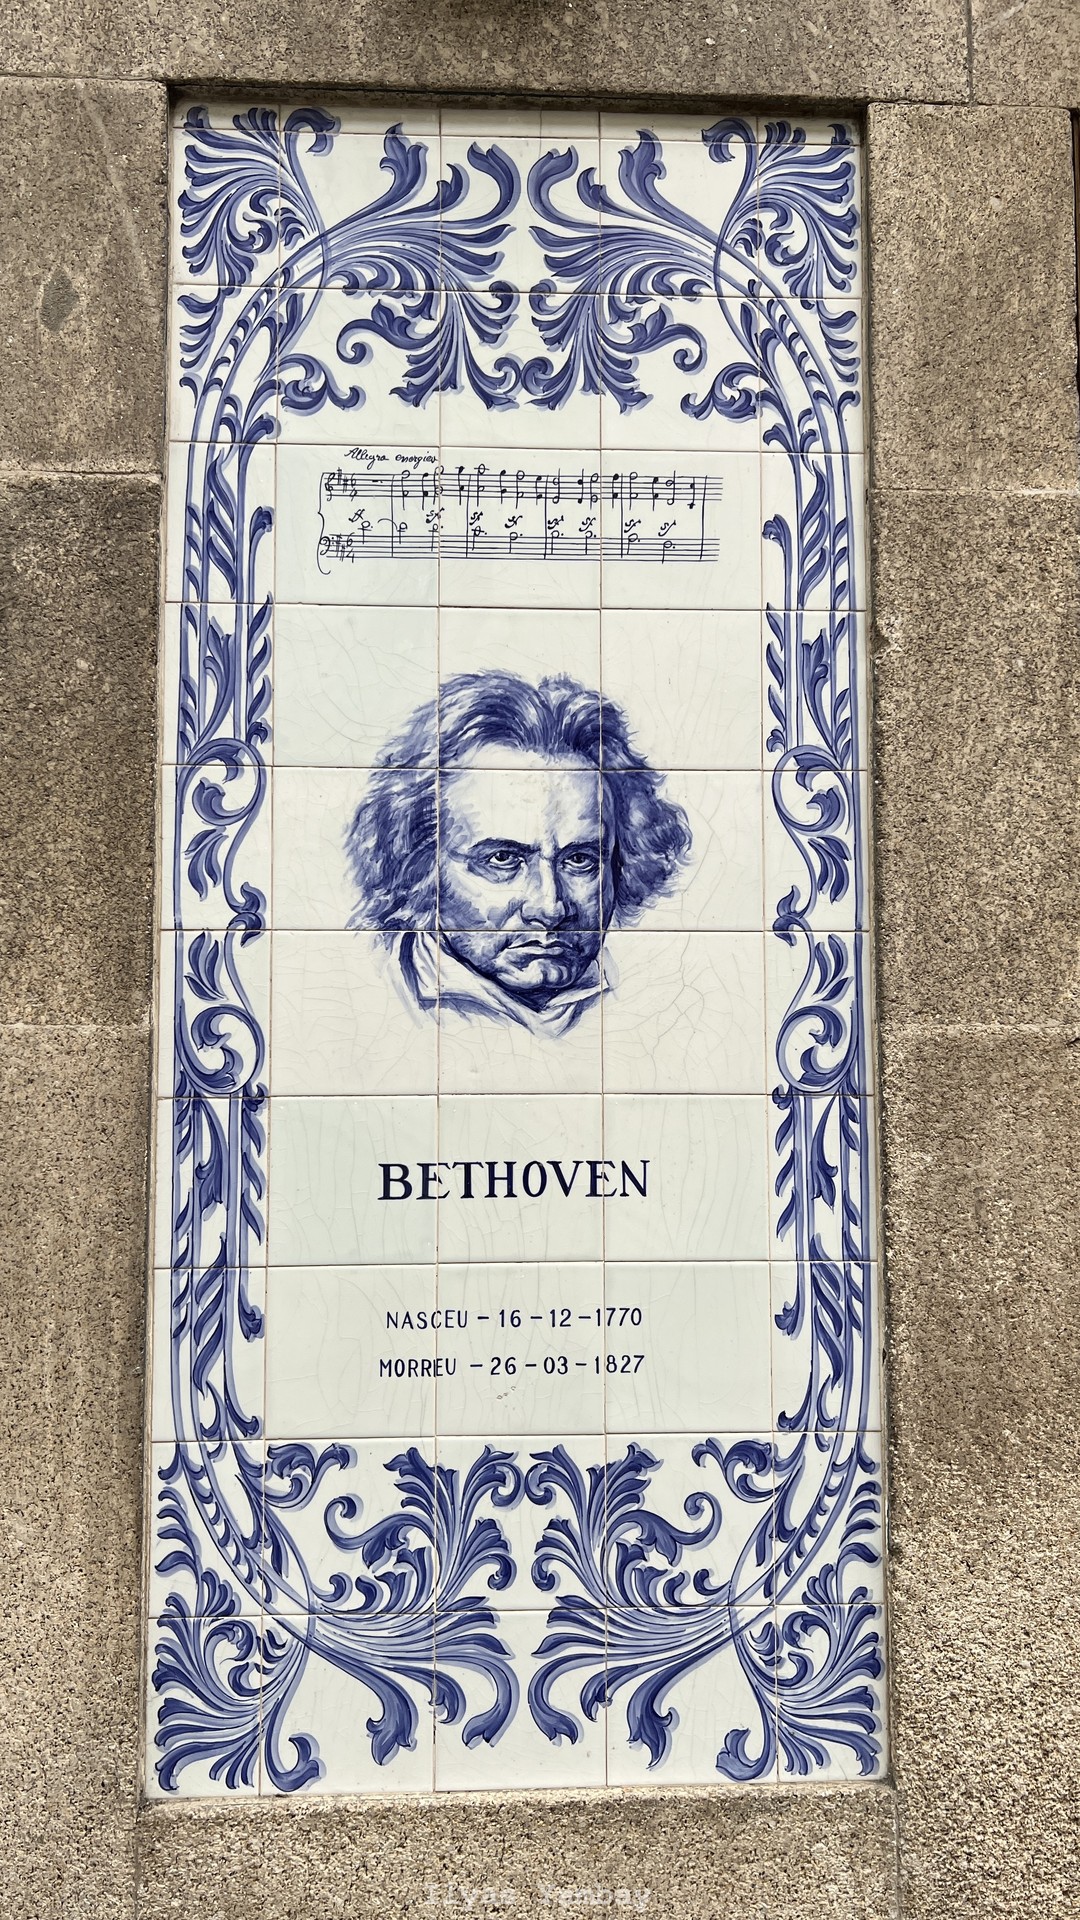 Allegro energico
BETHOVEN
NASCEU - 16 - 12 - 1770
MORREU - 26 - 03 - 1827